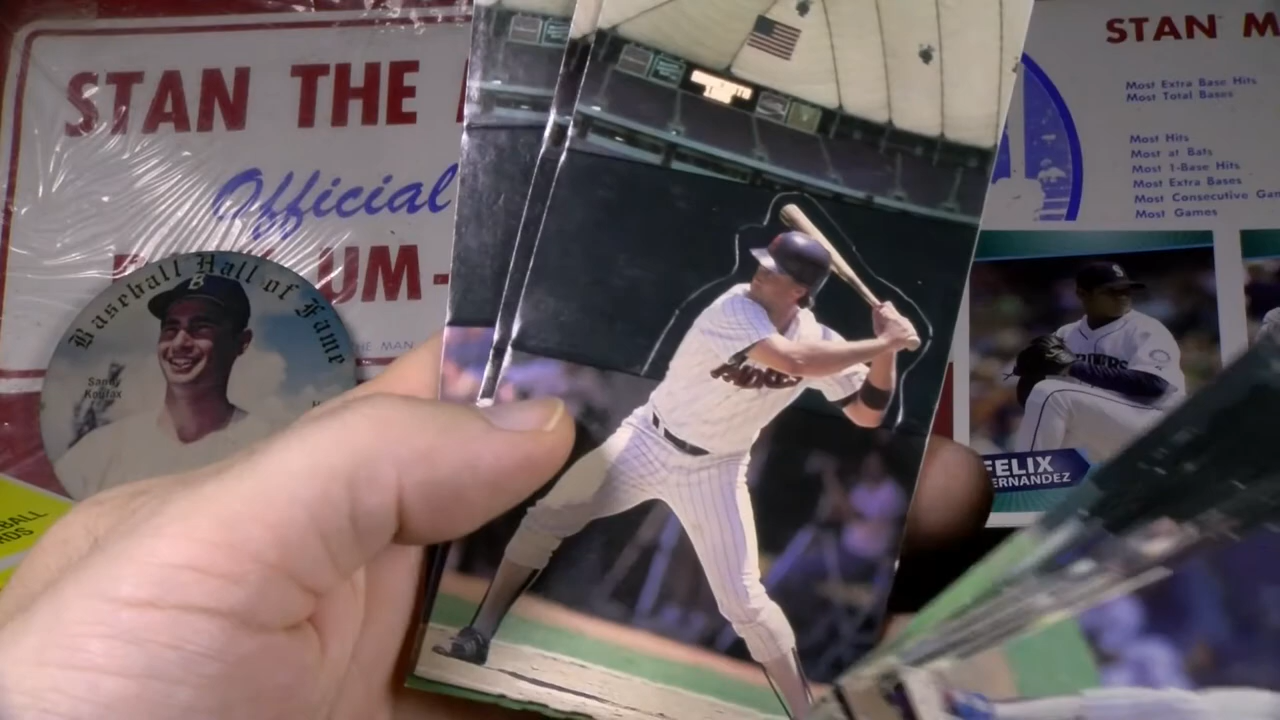 STAN THE
Official
UM-
THE MAN
Baseball Hall of Fame
B
Sandy
Koufax
PADRES
STAN M
Most Extra Base Hits
Most Total Bases
Most Hits
Most at Bats
Most 1-Base Hits
Most Extra Bases
Most Consecutive Gam
Most Games
FELIX
ERNANDEZ
BALL
RDS